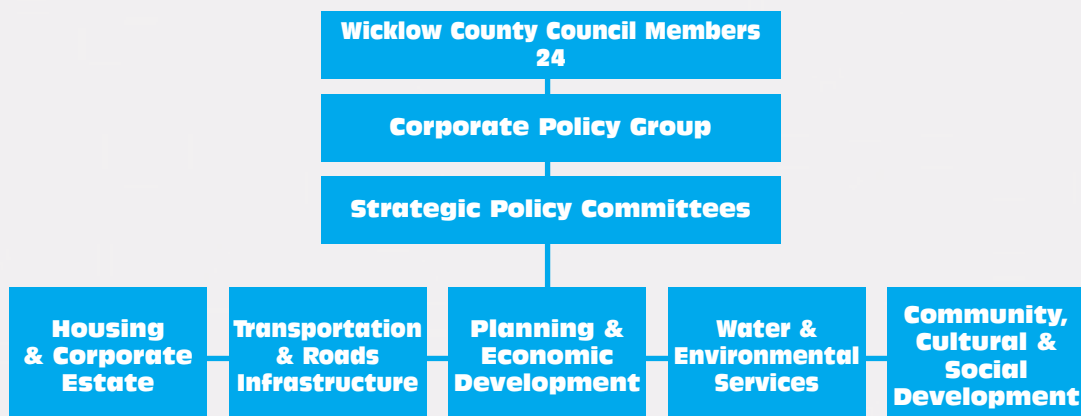 Wicklow County Council Members
24
Corporate Policy Group
Strategic Policy Committees
Housing
& Corporate
Estate
Transportation
& Roads
Infrastructure
Planning &
Economic
Development
Water &
Environmental
Services
Community,
Cultural &
Social
Development